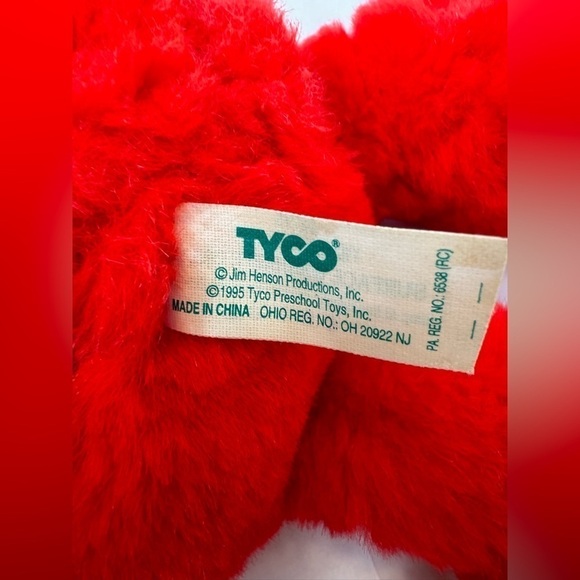 TYCO®
© Jim Henson Productions, Inc.
© 1995 Tyco Preschool Toys, Inc.
MADE IN CHINA OHIO REG. NO.: OH 20922 NJ
PA. REG. NO.: 6538 (RC)